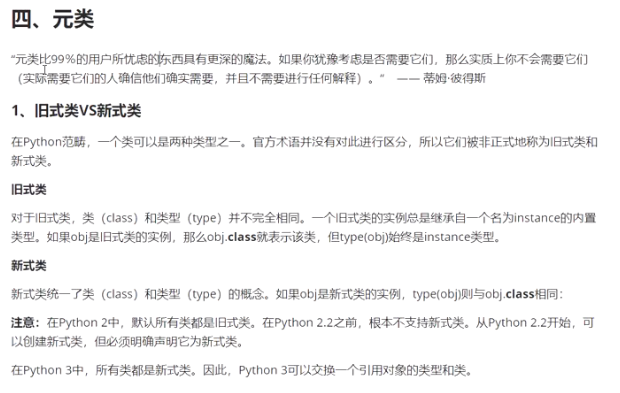 四、元类
“元类比99%的用户所忧虑的东西具有更深的魔法。如果你犹豫考虑是否需要它们，那么实质上你不会需要它们
（实际需要它们的人确信他们确实需要，并且不需要进行任何解释）。”   —— 蒂姆·彼得斯
1、旧式类VS新式类
在Python范畴，一个类可以是两种类型之一。官方术语并没有对此进行区分，所以它们被非正式地称为旧式类和
新式类。
旧式类
对于旧式类，类（class）和类型（type）并不完全相同。一个旧式类的实例总是继承自一个名为instance的内置
类型。如果obj是旧式类的实例，那么obj.class就表示该类，但type(obj)始终是instance类型。
新式类
新式类统一了类（class）和类型（type）的概念。如果obj是新式类的实例，type(obj)则与obj.class相同：
注意：在Python 2中，默认所有类都是旧式类。在Python 2.2之前，根本不支持新式类。从Python 2.2开始，可
以创建新式类，但必须明确声明它为新式类。
在Python 3中，所有类都是新式类。因此，Python 3可以交换一个引用对象的类型和类。